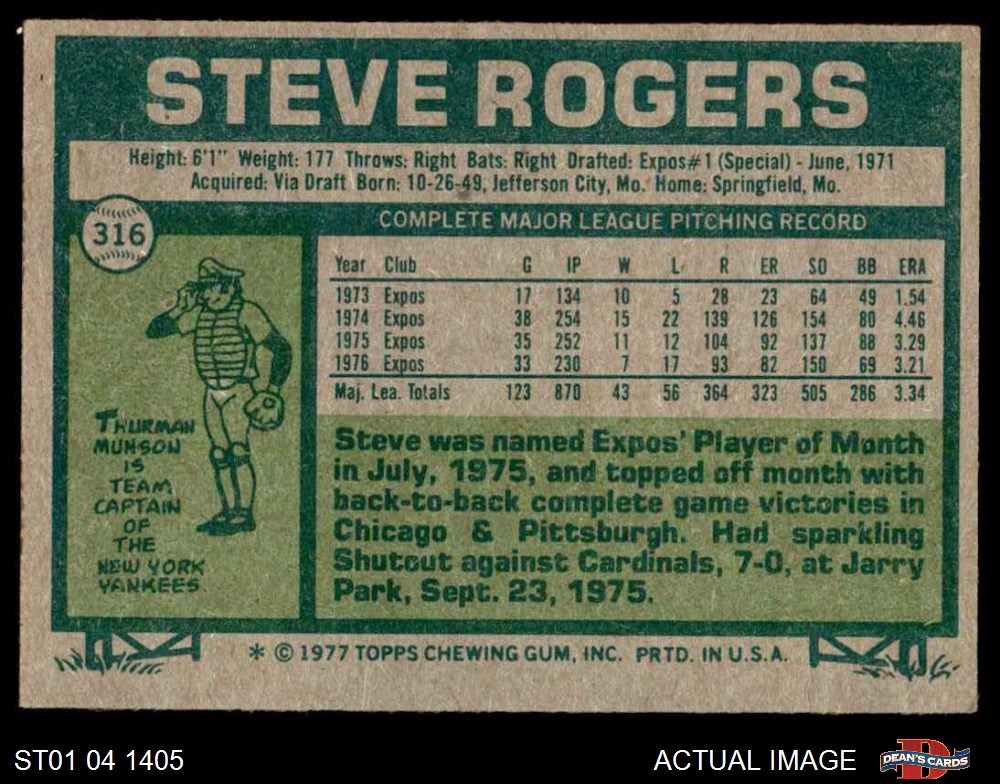 STEVE ROGERS
Height: 6'1" Weight: 177 Throws: Right Bats: Right Drafted: Expos#1 (Special) - June, 1971
Acquired: Via Draft Born: 10-26-49, Jefferson City, Mo. Home: Springfield, Mo.
316
COMPLETE MAJOR LEAGUE PITCHING RECORD
Year Club G IP W L R ER SO BB ERA
1973 Expos 17 134 10 5 28 23 64 49 1.54
1974 Expos 38 254 15 22 139 126 154 80 4.46
1975 Expos 35 252 11 12 104 92 137 88 3.29
1976 Expos 33 230 7 17 93 82 150 69 3.21
Maj. Lea. Totals 123 870 43 56 364 323 505 286 3.34
THURMAN
MUNSON
IS
TEAM
CAPTAIN
OF
THE
NEW YORK
YANKEES.
Steve was named Expos' Player of Month
in July, 1975, and topped off month with
back-to-back complete game victories in
Chicago & Pittsburgh. Had sparkling
Shutout against Cardinals, 7-0, at Jarry
Park, Sept. 23, 1975.
* © 1977 TOPPS CHEWING GUM, INC. PRTD. IN U.S.A.
ST01 04 1405
ACTUAL IMAGE
DEAN'S CARDS